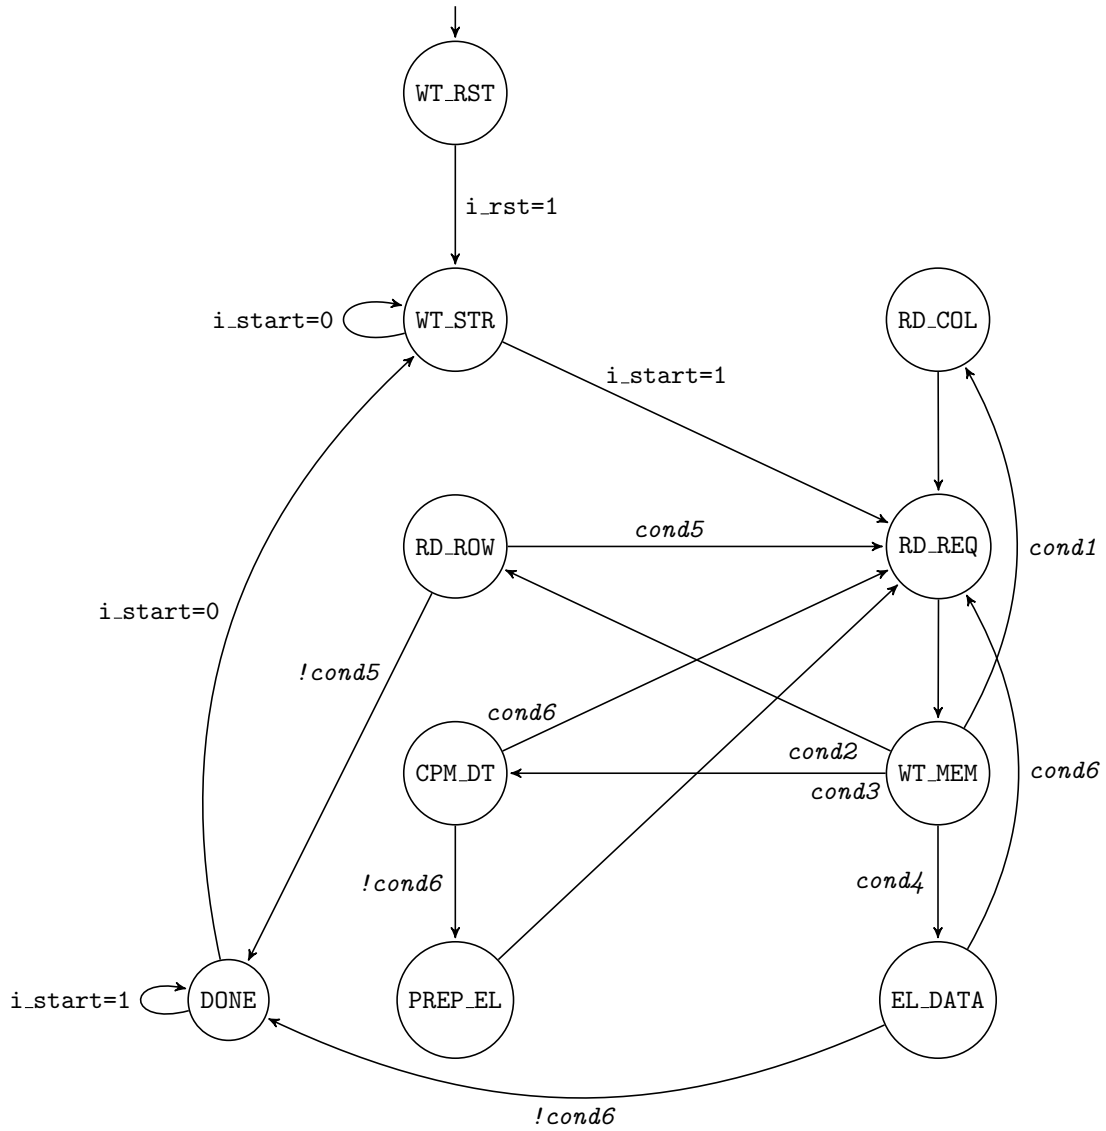 WT_RST
i_rst=1
i_start=0
WT_STR
RD_COL
i_start=1
RD_ROW
cond5
RD_REQ
cond1
i_start=0
!cond5
cond6
CPM_DT
cond2
cond3
WT_MEM
cond6
!cond6
cond4
i_start=1
DONE
PREP_EL
EL_DATA
!cond6